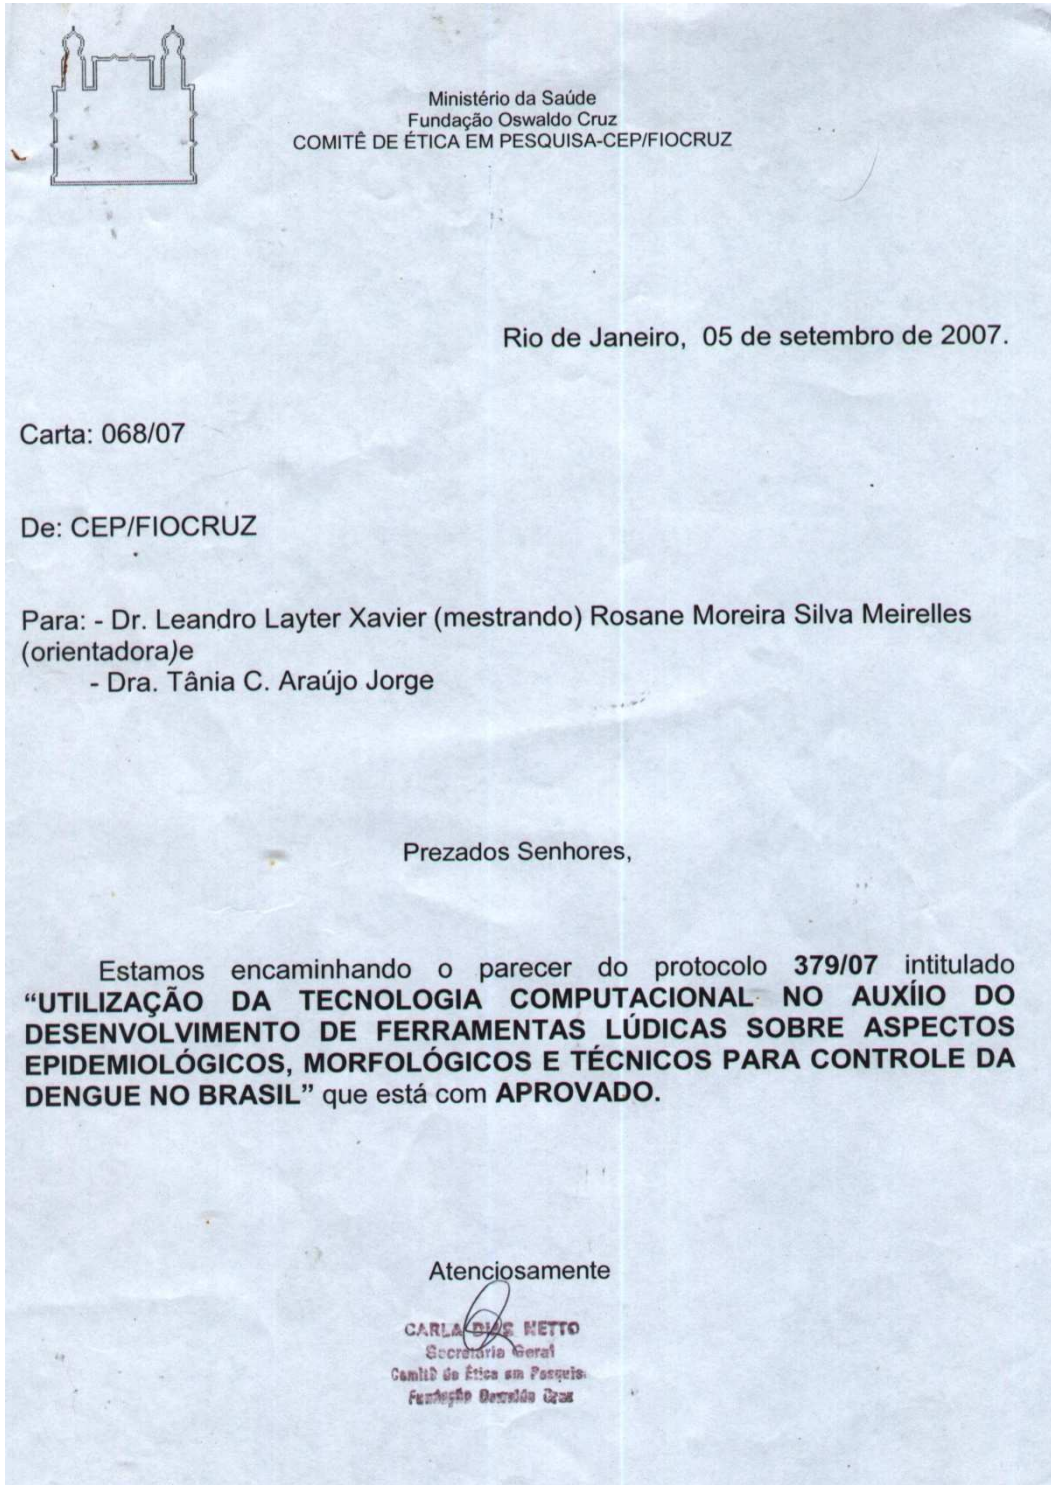 Ministério da Saúde
Fundação Oswaldo Cruz
COMITÊ DE ÉTICA EM PESQUISA-CEP/FIOCRUZ
Rio de Janeiro, 05 de setembro de 2007.
Carta: 068/07
De: CEP/FIOCRUZ
Para: - Dr. Leandro Layter Xavier (mestrando) Rosane Moreira Silva Meirelles
(orientadora)e
- Dra. Tânia C. Araújo Jorge
Prezados Senhores,
Estamos encaminhando o parecer do protocolo 379/07 intitulado
“UTILIZAÇÃO DA TECNOLOGIA COMPUTACIONAL NO AUXÍIO DO
DESENVOLVIMENTO DE FERRAMENTAS LÚDICAS SOBRE ASPECTOS
EPIDEMIOLÓGICOS, MORFOLÓGICOS E TÉCNICOS PARA CONTROLE DA
DENGUE NO BRASIL” que está com APROVADO.
Atenciosamente
CARLA DIAS NETTO
Secretária Geral
Comitê de Ética em Pesquis
Fundação Oswaldo Cruz